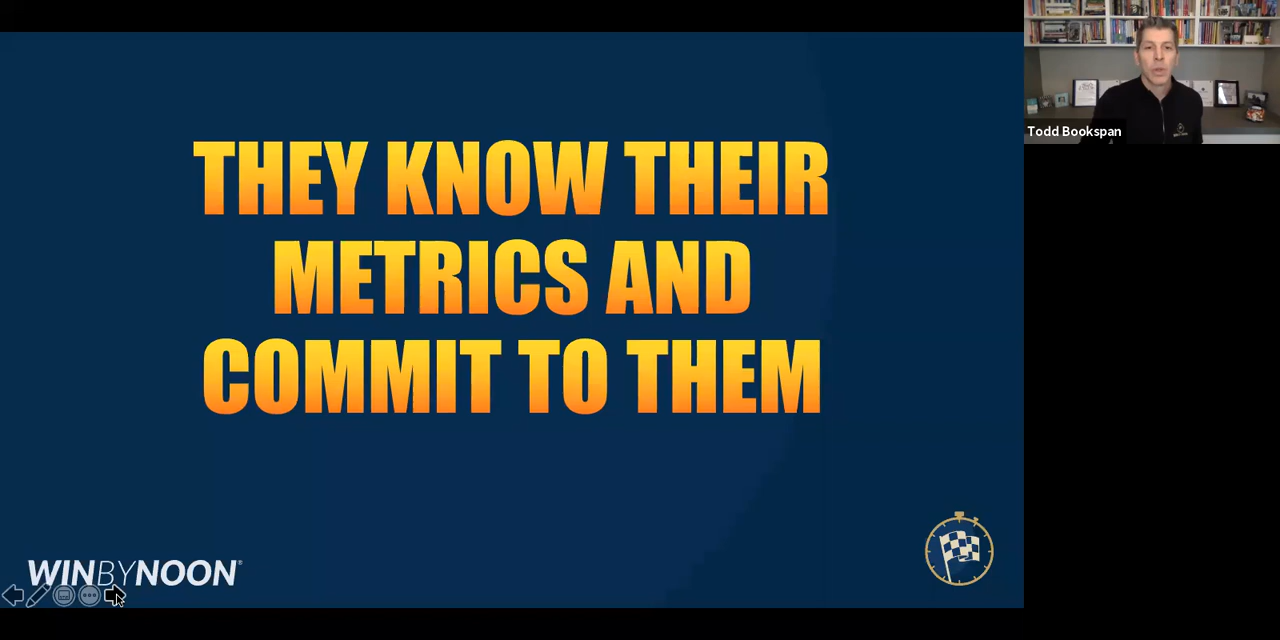 THEY KNOW THEIR
METRICS AND
COMMIT TO THEM
WINBYNOON®
Todd Bookspan